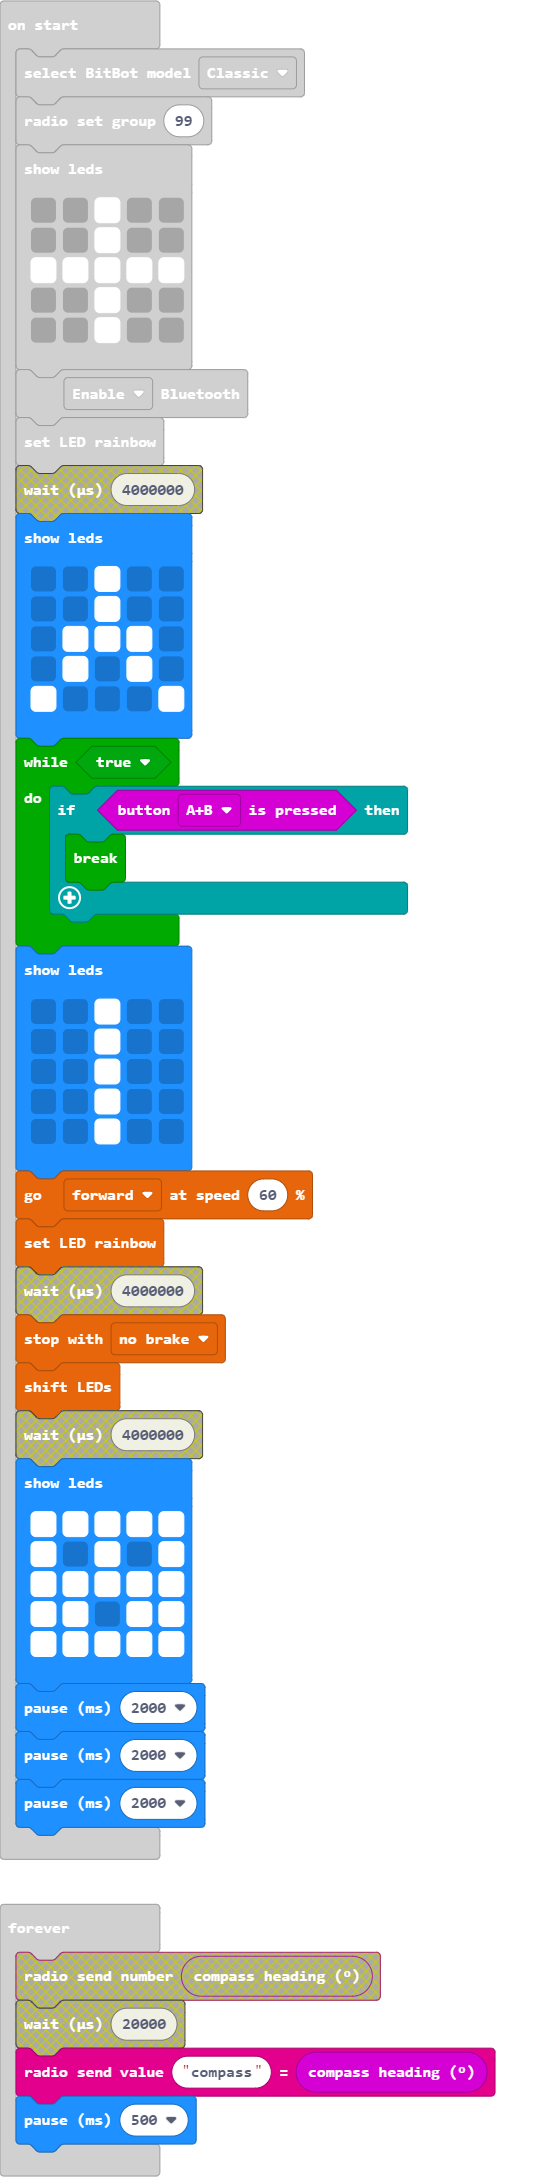 on start
select BitBot model Classic
radio set group 99
show leds
Enable Bluetooth
set LED rainbow
wait (µs) 4000000
show leds
while true
do if button A+B is pressed then
break
show leds
go forward at speed 60 %
set LED rainbow
wait (µs) 4000000
stop with no brake
shift LEDs
wait (µs) 4000000
show leds
pause (ms) 2000
pause (ms) 2000
pause (ms) 2000
forever
radio send number compass heading (°)
wait (µs) 20000
radio send value "compass" = compass heading (°)
pause (ms) 500